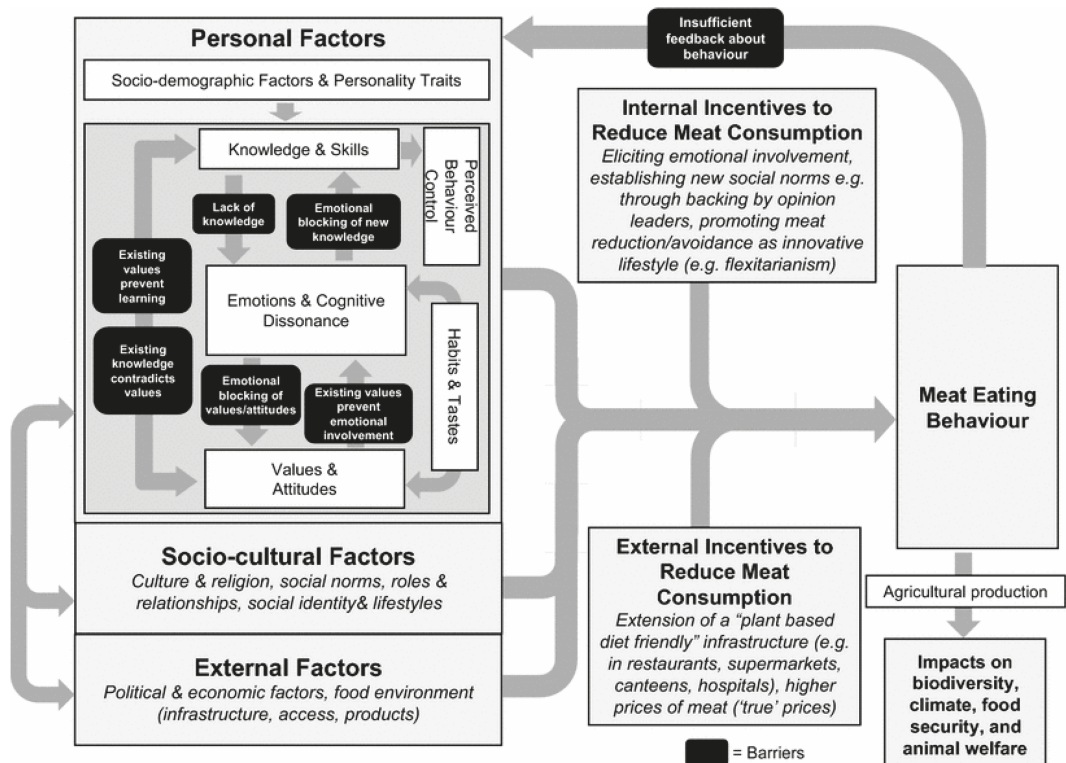 Personal Factors
Socio-demographic Factors & Personality Traits
Knowledge & Skills
Perceived
Behaviour
Control
Lack of
knowledge
Emotional
blocking of new
knowledge
Existing
values
prevent
learning
Emotions & Cognitive
Dissonance
Habits & Tastes
Existing
knowledge
contradicts
values
Emotional
blocking of
values/attitudes
Existing values
prevent
emotional
involvement
Values &
Attitudes
Socio-cultural Factors
Culture & religion, social norms, roles &
relationships, social identity& lifestyles
External Factors
Political & economic factors, food environment
(infrastructure, access, products)
Insufficient
feedback about
behaviour
Internal Incentives to
Reduce Meat Consumption
Eliciting emotional involvement,
establishing new social norms e.g.
through backing by opinion
leaders, promoting meat
reduction/avoidance as innovative
lifestyle (e.g. flexitarianism)
External Incentives to
Reduce Meat
Consumption
Extension of a “plant based
diet friendly” infrastructure (e.g.
in restaurants, supermarkets,
canteens, hospitals), higher
prices of meat (‘true’ prices)
= Barriers
Meat Eating
Behaviour
Agricultural production
Impacts on
biodiversity,
climate, food
security, and
animal welfare